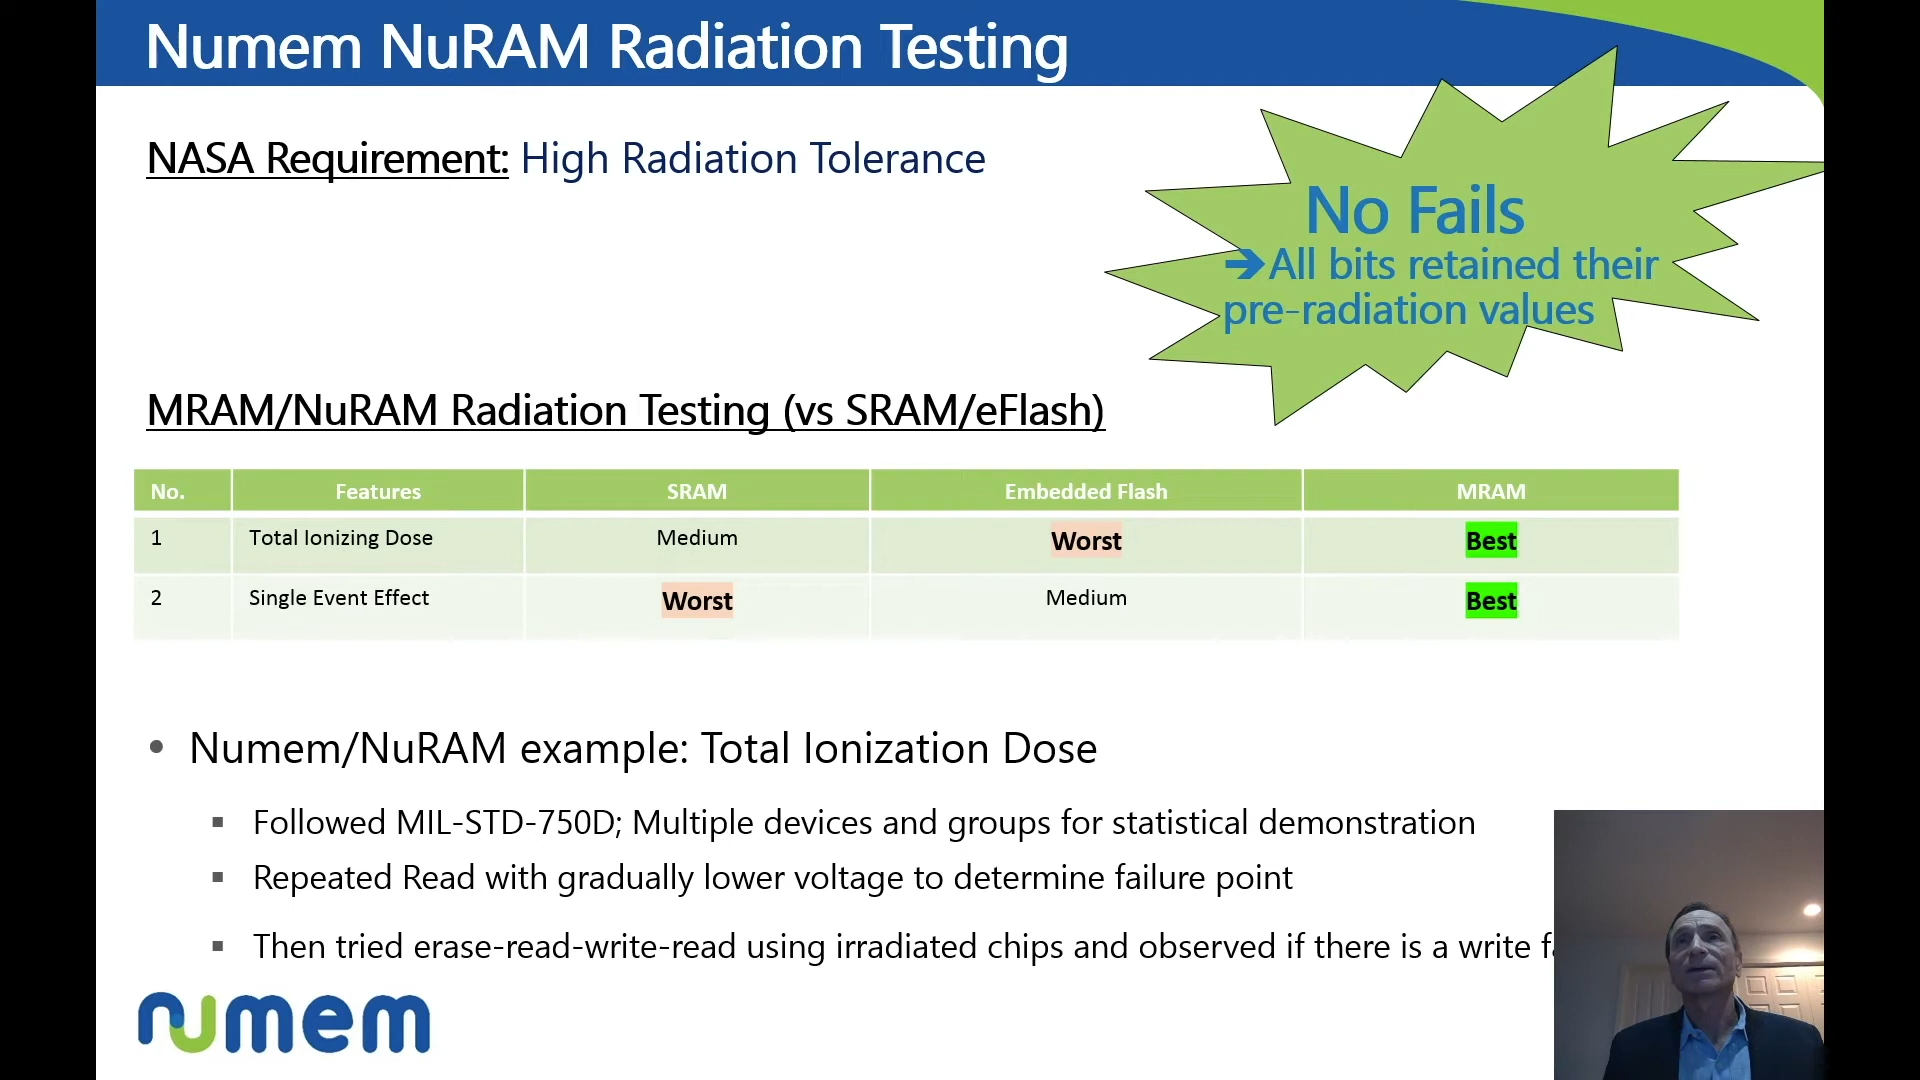 Numem NuRAM Radiation Testing
NASA Requirement: High Radiation Tolerance
No Fails
➔All bits retained their
pre-radiation values
MRAM/NuRAM Radiation Testing (vs SRAM/eFlash)
No. Features SRAM Embedded Flash MRAM
1 Total Ionizing Dose Medium Worst Best
2 Single Event Effect Worst Medium Best
• Numem/NuRAM example: Total Ionization Dose
▪ Followed MIL-STD-750D; Multiple devices and groups for statistical demonstration
▪ Repeated Read with gradually lower voltage to determine failure point
▪ Then tried erase-read-write-read using irradiated chips and observed if there is a write
numem